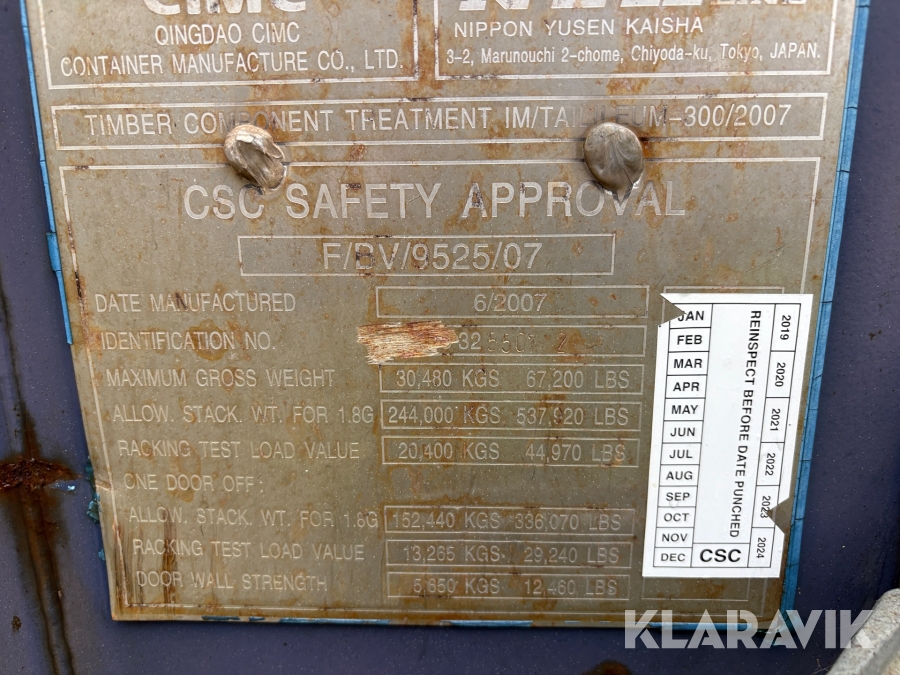 CIMC
QINGDAO CIMC
CONTAINER MANUFACTURE CO., LTD.
NIPPON YUSEN KAISHA
3-2, Marunouchi 2-chome, Chiyoda-ku, Tokyo, JAPAN.
TIMBER COMPONENT TREATMENT IM/TAILEUM-300/2007
CSC SAFETY APPROVAL
F/BV/9525/07
DATE MANUFACTURED 6/2007
IDENTIFICATION NO. 32
MAXIMUM GROSS WEIGHT 30,480 KGS 67,200 LBS
ALLOW. STACK. WT. FOR 1.8G 244,000 KGS 537,920 LBS
RACKING TEST LOAD VALUE 20,400 KGS 44,970 LBS
ONE DOOR OFF:
ALLOW. STACK. WT. FOR 1.8G 152,440 KGS 336,070 LBS
RACKING TEST LOAD VALUE 13,265 KGS 29,240 LBS
DOOR WALL STRENGTH 5,650 KGS 12,460 LBS
JAN
FEB
MAR
APR
MAY
JUN
JUL
AUG
SEP
OCT
NOV
DEC
CSC
REINSPECT BEFORE DATE PUNCHED
2019
2020
2021
2022
2023
2024
KLARAVIK